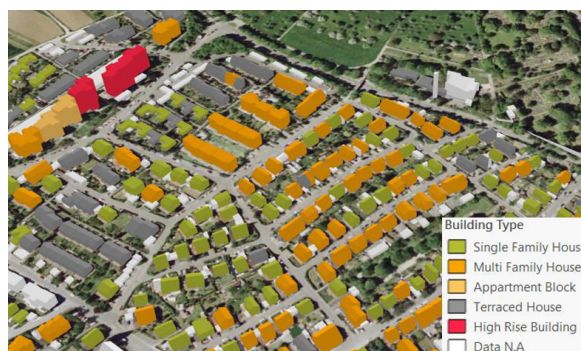 Building Type
Single Family Hous
Multi Family House
Appartment Block
Terraced House
High Rise Building
Data N.A